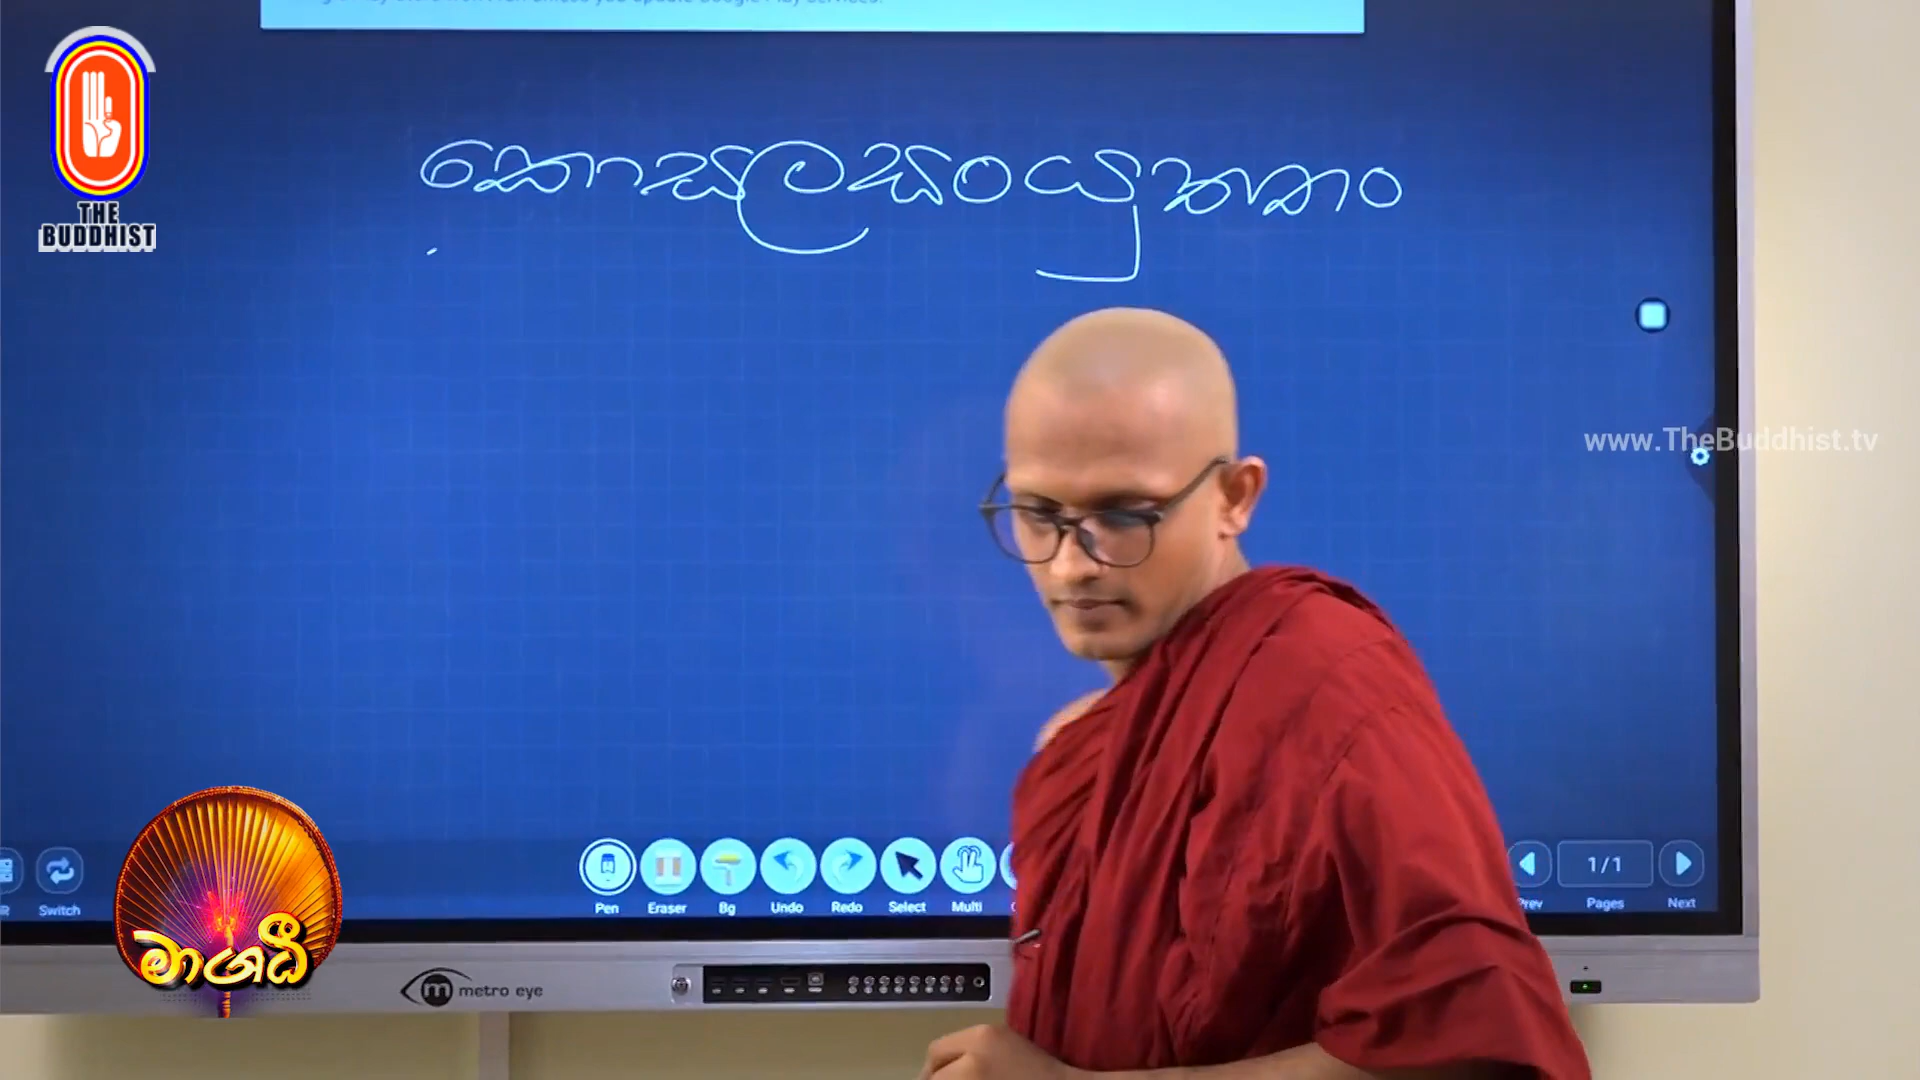 THE
BUDDHIST
කොසලසංයුත්තං
www.TheBuddhist.tv
Switch
Pen
Eraser
Bg
Undo
Redo
Select
Multi
Prev
1/1
Pages
Next
මාගධී
metro eye